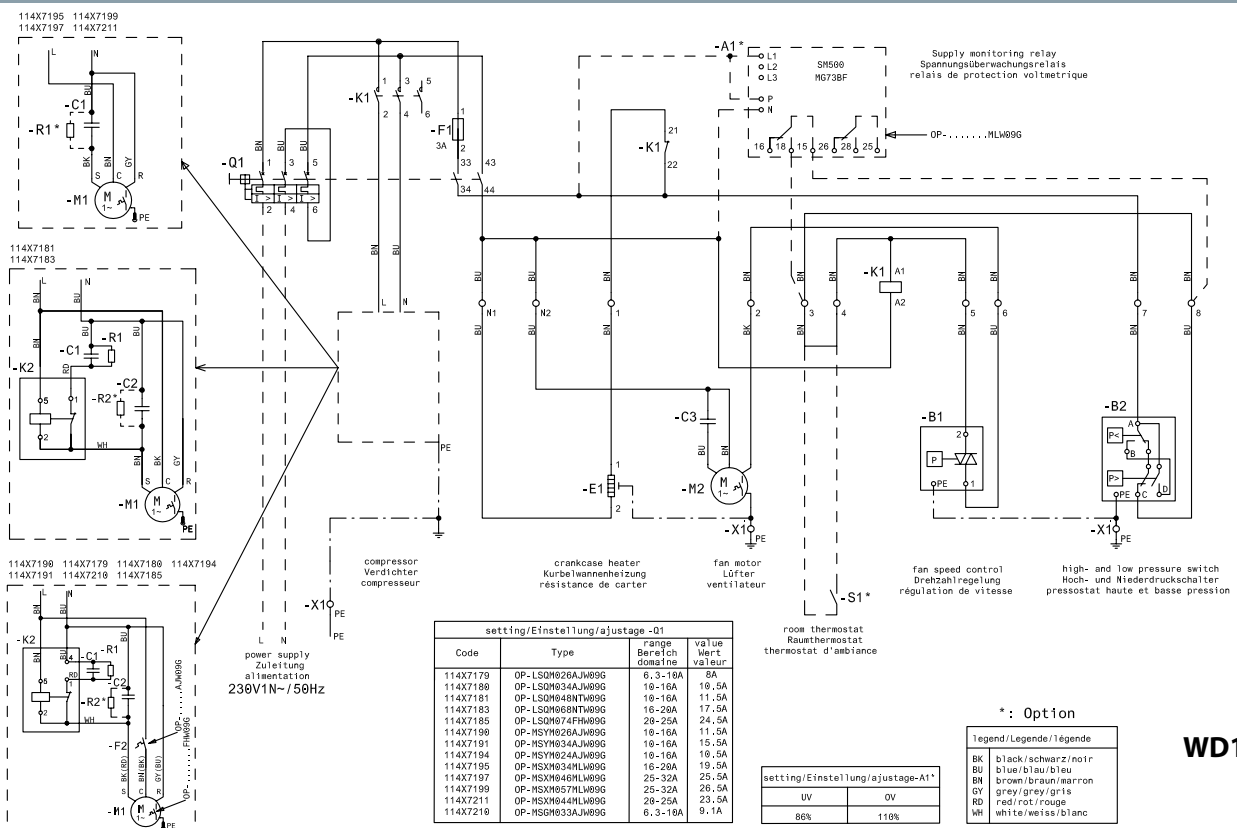 114X7195 114X7199
114X7197 114X7211
L N
BU
-C1
-R1*
BK BN GY
S C R
-M1
M
1~
PE
114X7181
114X7183
L N
BN BU
BN BU BU
-R1
-C1
-K2
RD
-C2
-R2*
5 1
2
WH
BN BK GY
S C R
-M1
M
1~
PE
114X7190 114X7179 114X7180 114X7194
114X7191 114X7210 114X7185
L N
BN BU
-K2
BN BU 4 BU
-R1
-C1
RD
-C2
5 1
-R2*
2
WH
OP-.......AJW09G
OP-.......FHW09G
-F2
BK(RD) BN(BK) GY(BU)
S C R
-M1
M
1~
PE
-Q1
BN BU BU
1 3 5
I > I > I >
2 4 6
-K1
1 3 5
2 4 6
-F1
1
3A 2
33 43
34 44
BN BU
L N
PE
-X1
PE
PE
L N
power supply
Zuleitung
alimentation
230V1N~/50Hz
compressor
Verdichter
compresseur
-K1
21
22
-A1*
L1
L2
L3
P
N
SM500
MG73BF
16 18 15 26 28 25
Supply monitoring relay
Spannungsüberwachungsrelais
relais de protection voltmetrique
OP-.......MLW09G
-K1 A1
A2
BU BU BN BN BN BN BN BU BN BN
N1 N2 1 2 3 4 5 6 7 8
BU BU BN BK BN BU BN BU
-E1
1
2
crankcase heater
Kurbelwannenheizung
résistance de carter
-C3
BU BN
-M2
M
1~
-X1
PE
fan motor
Lüfter
ventilateur
-S1*
room thermostat
Raumthermostat
thermostat d'ambiance
-B1
2
P
PE 1
fan speed control
Drehzahlregelung
régulation de vitesse
-B2
A
P<
B
P>
D
PE C
-X1
PE
high- and low pressure switch
Hoch- und Niederdruckschalter
pressostat haute et basse pression
setting/Einstellung/ajustage -Q1
Code Type range Bereich domaine value Wert valeur
114X7179 OP-LSQM026AJW09G 6.3-10A 8A
114X7180 OP-LSQM034AJW09G 10-16A 10,5A
114X7181 OP-LSQM048NTW09G 10-16A 11.5A
114X7183 OP-LSQM068NTW09G 16-20A 17.5A
114X7185 OP-LSQM074FHW09G 20-25A 24,5A
114X7190 OP-MSYM026AJW09G 10-16A 11.5A
114X7191 OP-MSYM034AJW09G 10-16A 15.5A
114X7194 OP-MSYM024AJW09G 10-16A 10,5A
114X7195 OP-MSXM034MLW09G 16-20A 19.5A
114X7197 OP-MSXM046MLW09G 25-32A 25.5A
114X7199 OP-MSXM057MLW09G 25-32A 26,5A
114X7211 OP-MSXM044MLW09G 20-25A 23.5A
114X7210 OP-MSGM033AJW09G 6.3-10A 9.1A
setting/Einstellung/ajustage-A1*
UV OV
86% 110%
*: Option
legend/Legende/légende
BK black/schwarz/noir
BU blue/blau/bleu
BN brown/braun/marron
GY grey/grey/gris
RD red/rot/rouge
WH white/weiss/blanc
WD1